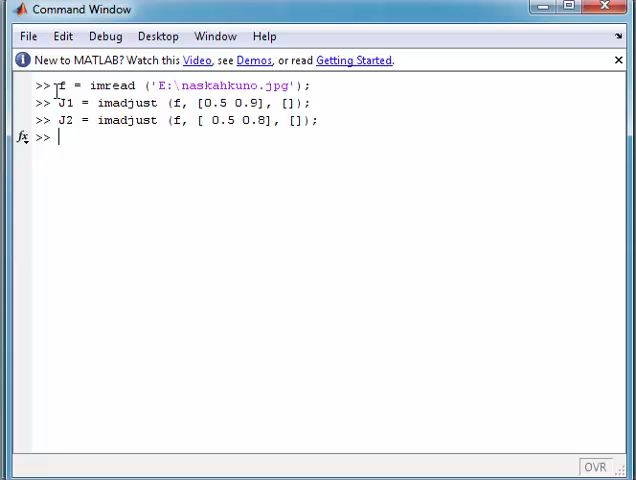 Command Window
File Edit Debug Desktop Window Help
New to MATLAB? Watch this Video, see Demos, or read Getting Started.
>> f = imread ('E:\naskahkuno.jpg');
>> J1 = imadjust (f, [0.5 0.9], []);
>> J2 = imadjust (f, [ 0.5 0.8], []);
fx >>
OVR